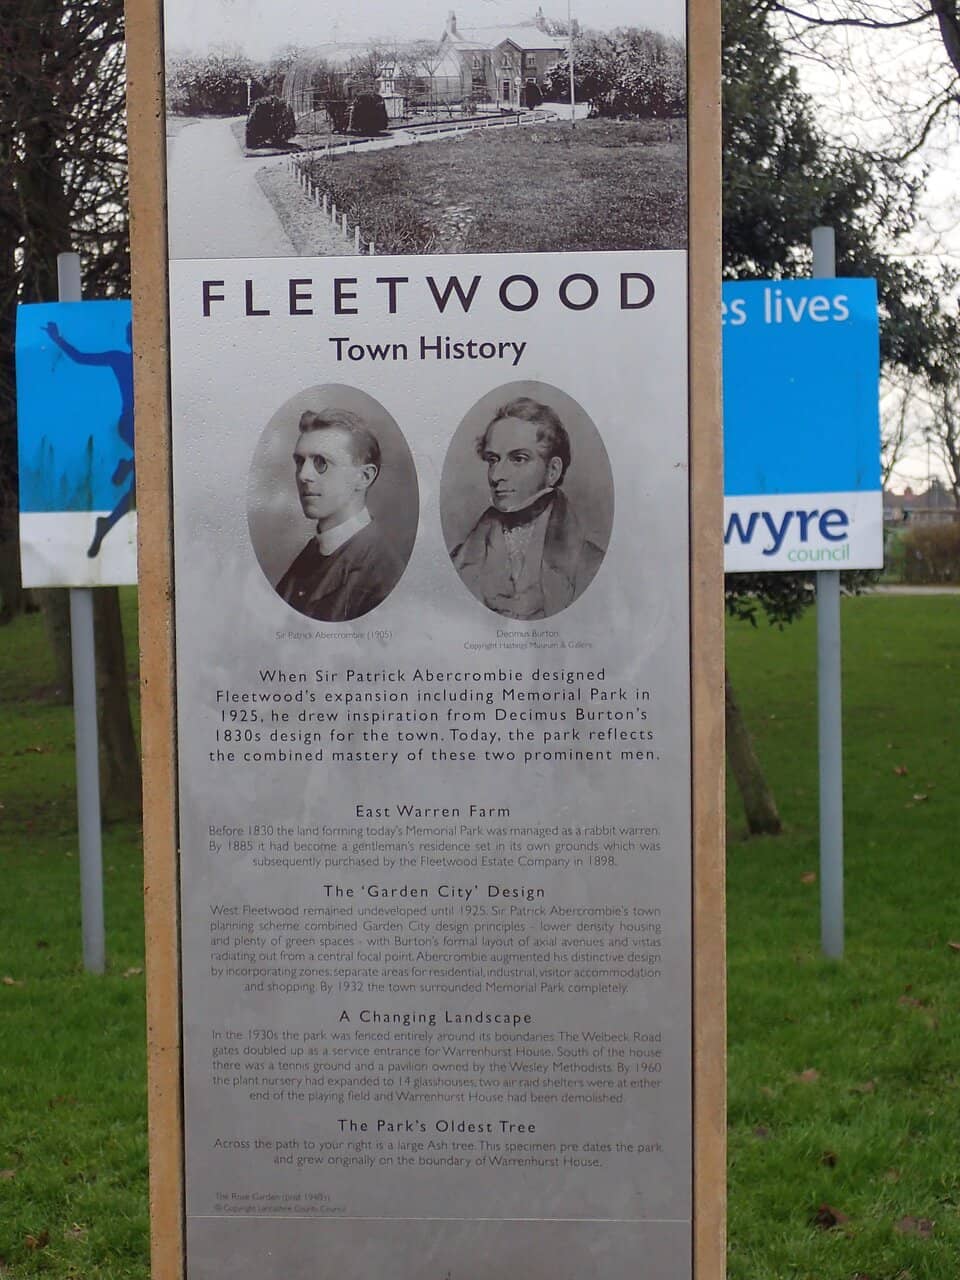 FLEETWOOD
Town History
es lives
wyre
council
Sir Patrick Abercrombie (1905)
Decimus Burton
Copyright Hastings Museum & Gallery
When Sir Patrick Abercrombie designed
Fleetwood's expansion including Memorial Park in
1925, he drew inspiration from Decimus Burton's
1830s design for the town. Today, the park reflects
the combined mastery of these two prominent men.
East Warren Farm
Before 1830 the land forming today's Memorial Park was managed as a rabbit warren.
By 1885 it had become a gentleman's residence set in its own grounds which was
subsequently purchased by the Fleetwood Estate Company in 1898.
The 'Garden City' Design
West Fleetwood remained undeveloped until 1925. Sir Patrick Abercrombie's town
planning scheme combined Garden City design principles - lower density housing
and plenty of green spaces - with Burton's formal layout of axial avenues and vistas
radiating out from a central focal point. Abercrombie augmented his distinctive design
by incorporating zones: separate areas for residential, industrial, visitor accommodation
and shopping. By 1932 the town surrounded Memorial Park completely.
A Changing Landscape
In the 1930s the park was fenced entirely around its boundaries. The Welbeck Road
gates doubled up as a service entrance for Warrenhurst House. South of the house
there was a tennis ground and a pavilion owned by the Wesley Methodists. By 1960
the plant nursery had expanded to 14 glasshouses, two air raid shelters were at either
end of the playing field and Warrenhurst House had been demolished.
The Park's Oldest Tree
Across the path to your right is a large Ash tree. This specimen pre dates the park
and grew originally on the boundary of Warrenhurst House.
The Rose Garden (post 1940s)
© Copyright Lancashire County Council